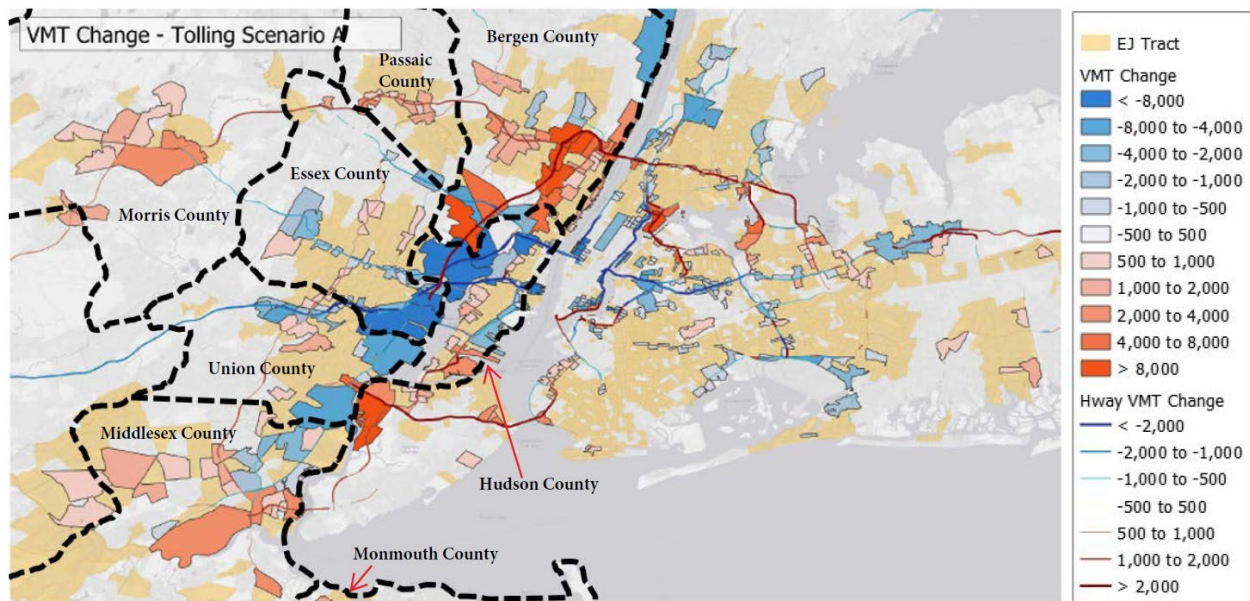 VMT Change - Tolling Scenario A
Bergen County
Passaic
County
Essex County
Morris County
Union County
Middlesex County
Hudson County
Monmouth County
EJ Tract
VMT Change
< -8,000
-8,000 to -4,000
-4,000 to -2,000
-2,000 to -1,000
-1,000 to -500
-500 to 500
500 to 1,000
1,000 to 2,000
2,000 to 4,000
4,000 to 8,000
> 8,000
Hway VMT Change
< -2,000
-2,000 to -1,000
-1,000 to -500
-500 to 500
500 to 1,000
1,000 to 2,000
> 2,000